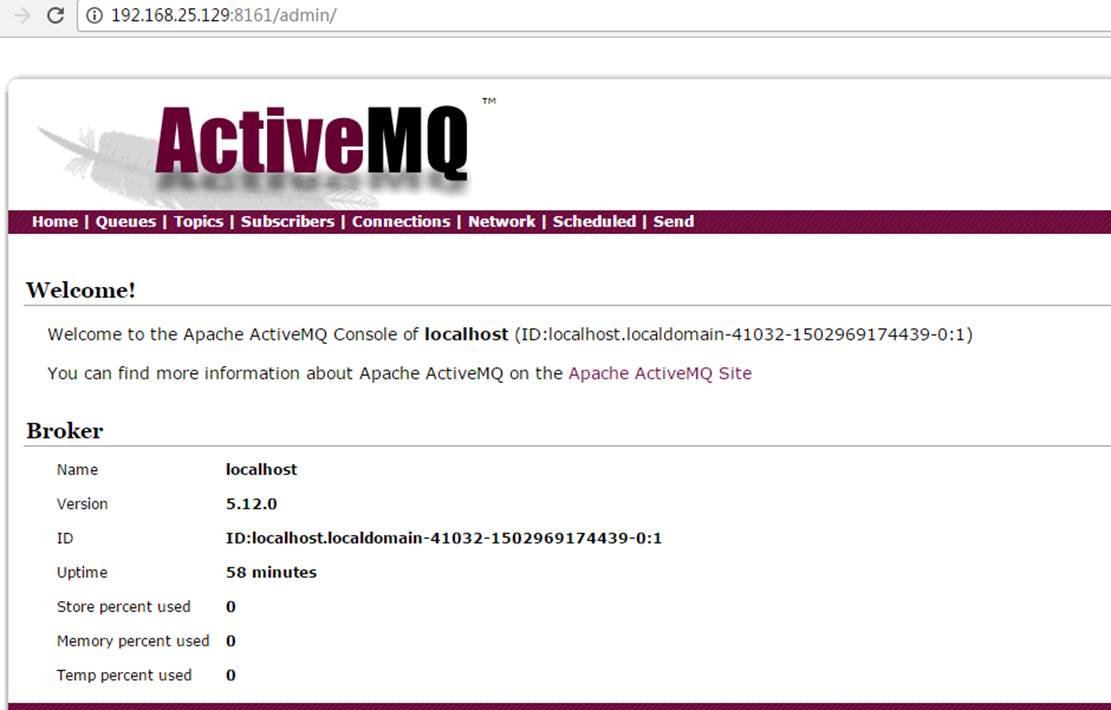 192.168.25.129:8161/admin/
ActiveMQ ™
Home | Queues | Topics | Subscribers | Connections | Network | Scheduled | Send
Welcome!
Welcome to the Apache ActiveMQ Console of localhost (ID:localhost.localdomain-41032-1502969174439-0:1)
You can find more information about Apache ActiveMQ on the Apache ActiveMQ Site
Broker
Name localhost
Version 5.12.0
ID ID:localhost.localdomain-41032-1502969174439-0:1
Uptime 58 minutes
Store percent used 0
Memory percent used 0
Temp percent used 0